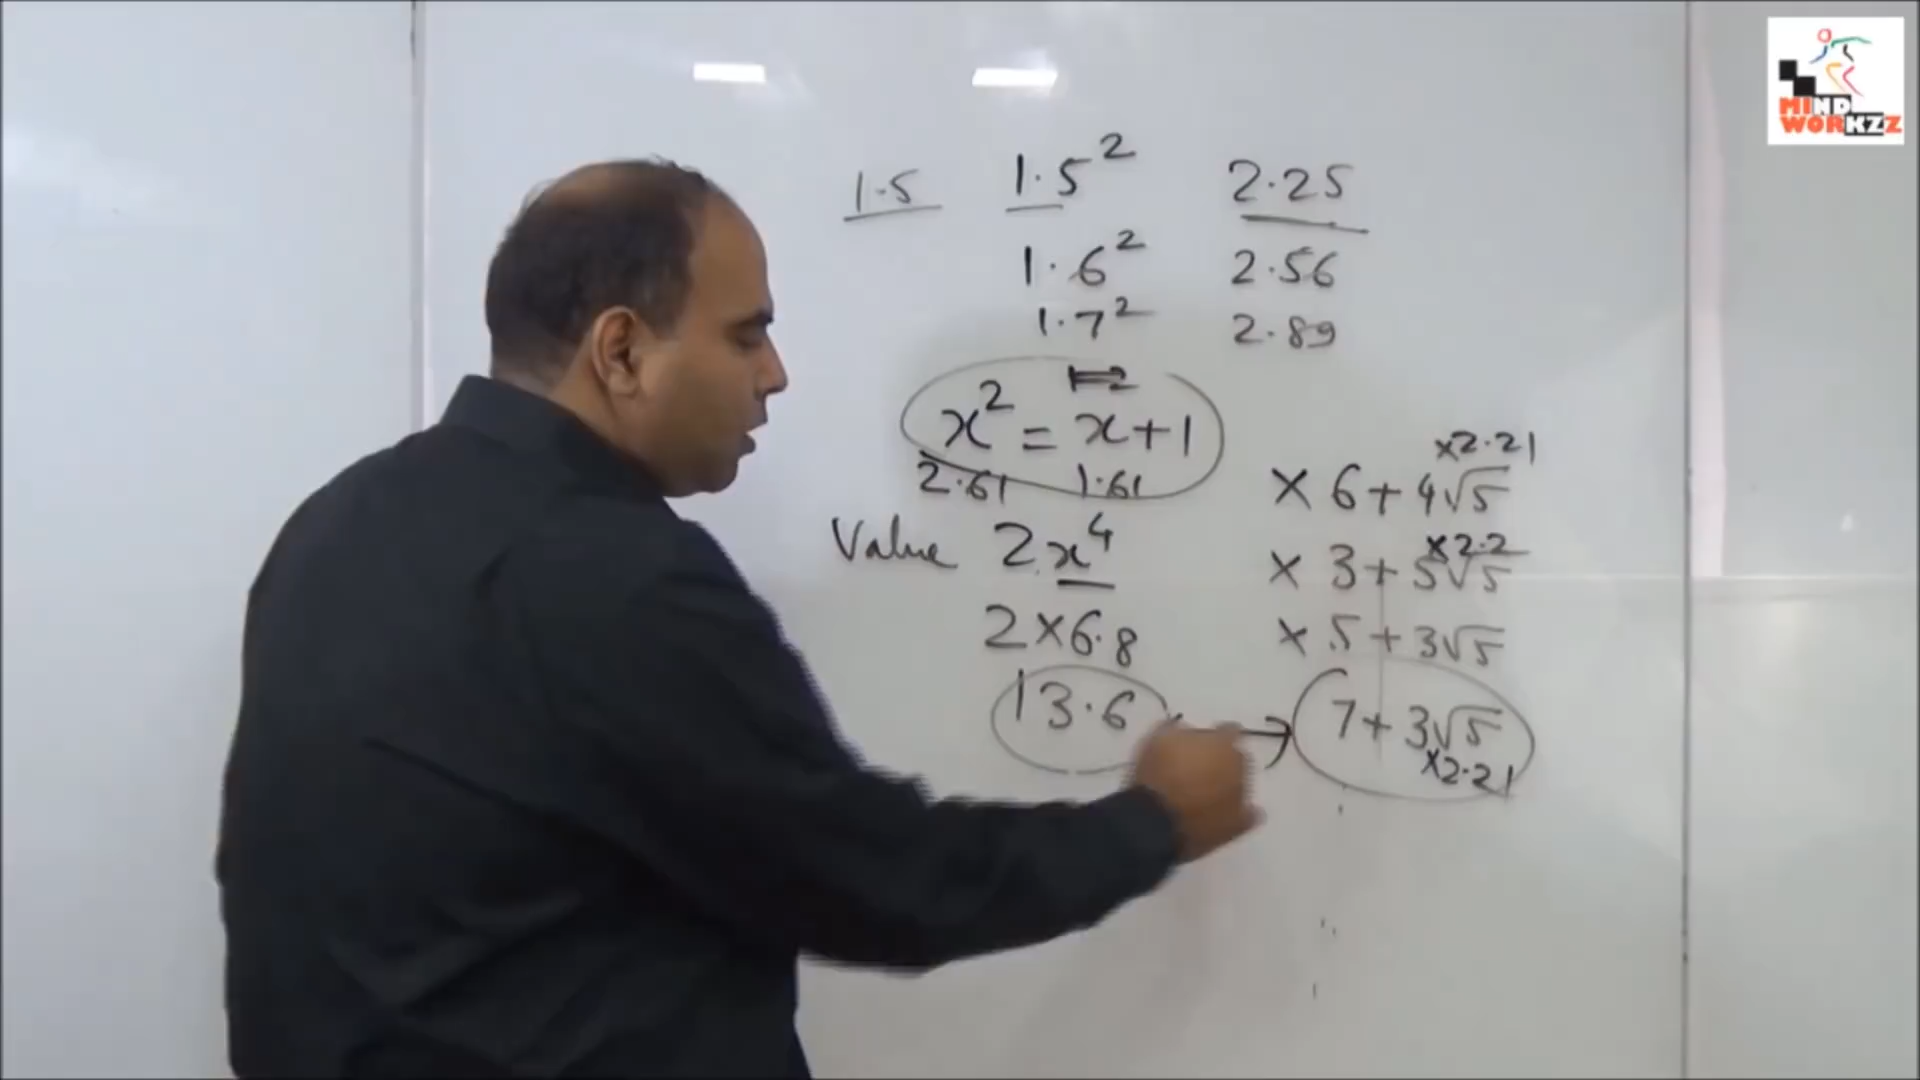 MIND
WORKZZ
1.5 1.5² 2.25
1.6² 2.56
1.7² 2.89
x² = x+1
2.61 1.61
Value 2x⁴
2×6.8
13.6
×2.21
× 6+4√5
×2.2
× 3+5√5
× 5+3√5
7+3√5
×2.21